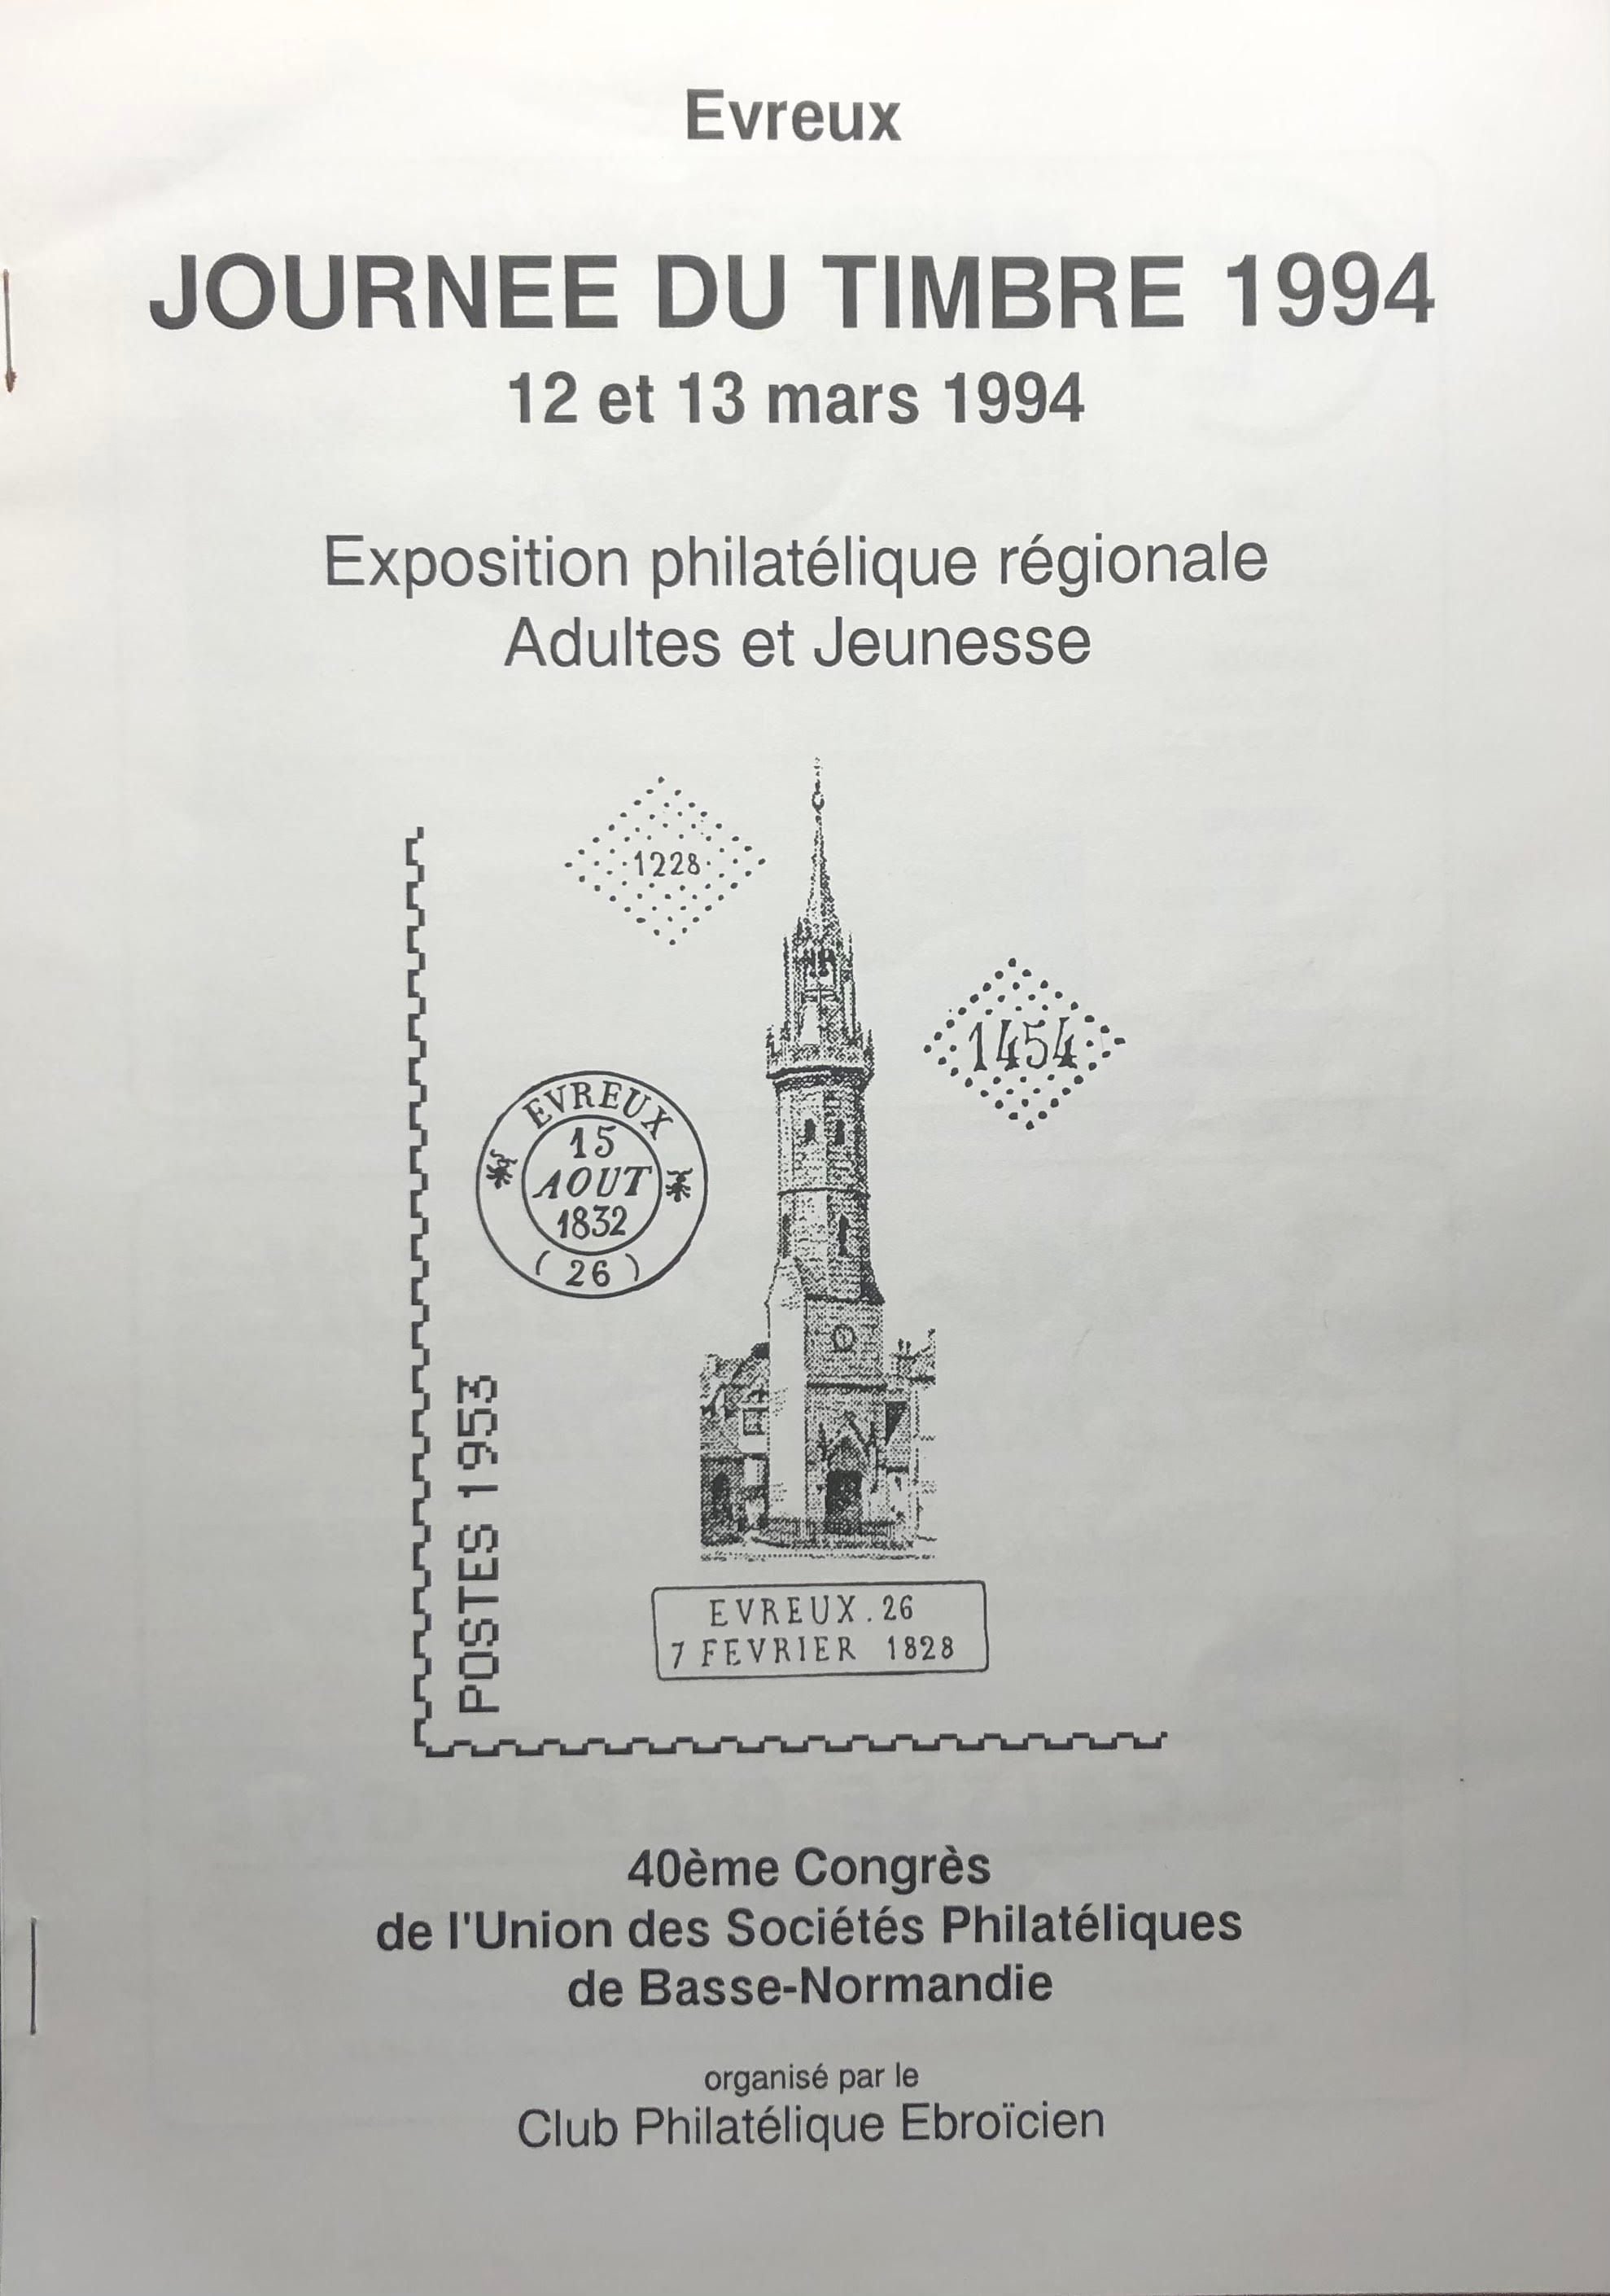 Evreux
JOURNEE DU TIMBRE 1994
12 et 13 mars 1994
Exposition philatélique régionale
Adultes et Jeunesse
1228
1454
EVREUX
15
AOUT
1832
( 26 )
POSTES 1953
EVREUX . 26
7 FEVRIER 1828
40ème Congrès
de l'Union des Sociétés Philatéliques
de Basse-Normandie
organisé par le
Club Philatélique Ebroïcien